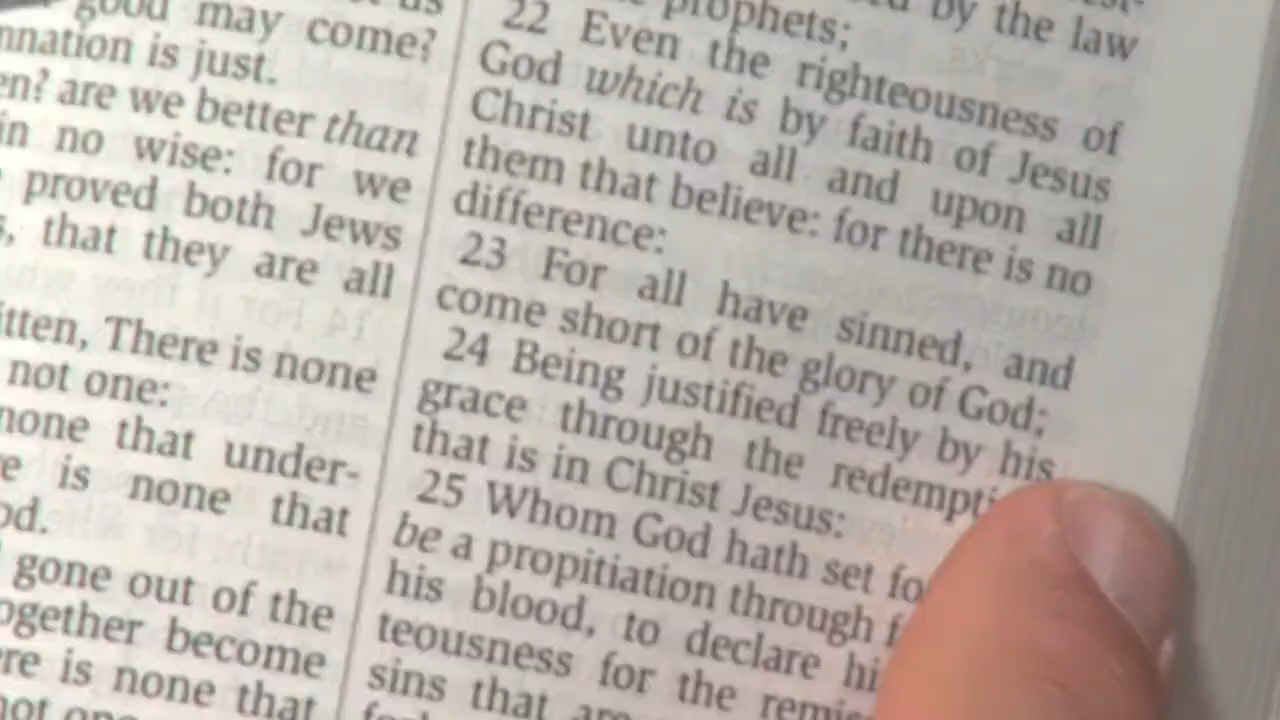 good may come?
nation is just.
en? are we better than
in no wise: for we
proved both Jews
that they are all
itten, There is none
not one:
none that under-
re is none that
od.
gone out of the
ogether become
re is none that
not one
by the law
prophets;
22 Even the righteousness of
God which is by faith of Jesus
Christ unto all and upon all
them that believe: for there is no
difference:
23 For all have sinned, and
come short of the glory of God;
24 Being justified freely by his
grace through the redempti
that is in Christ Jesus:
25 Whom God hath set fo
be a propitiation through f
his blood, to declare hi
teousness for the remis
sins that are